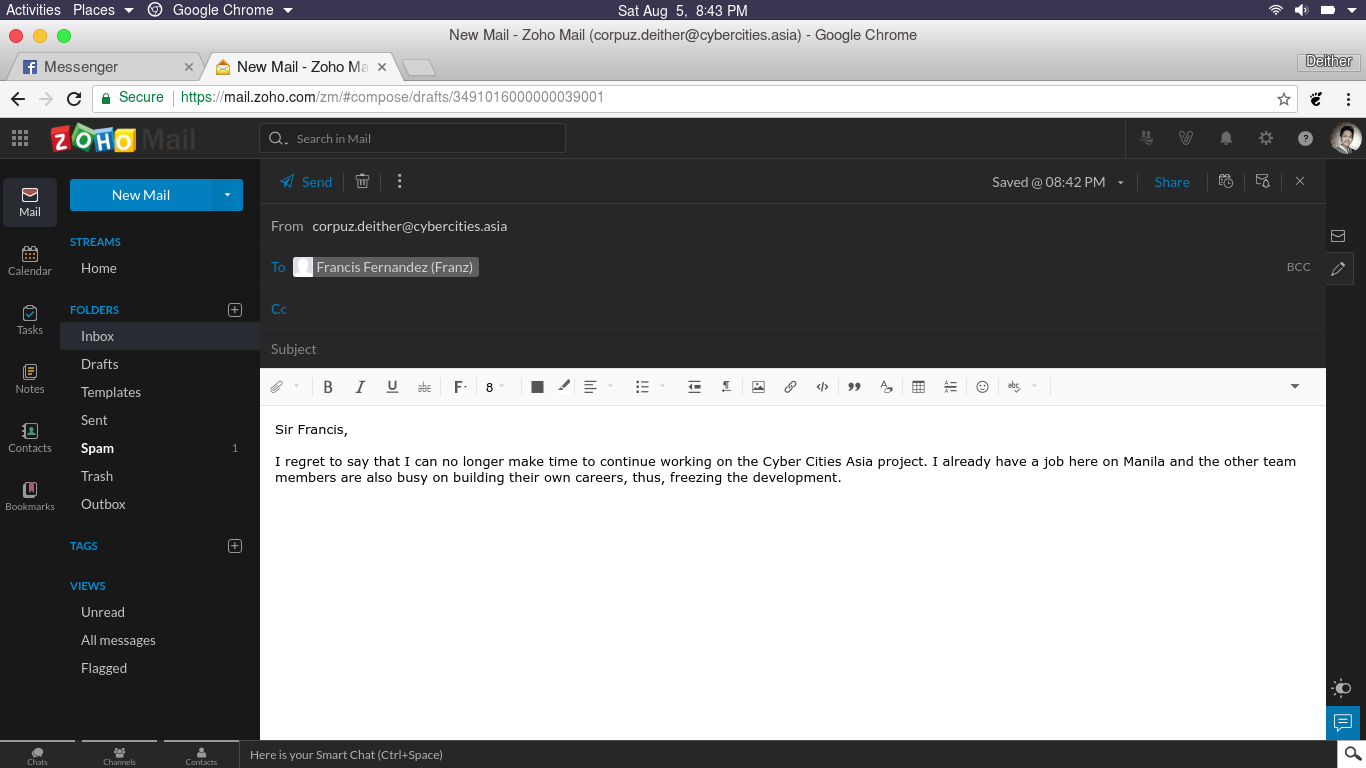 Activities Places Google Chrome Sat Aug 5, 8:43 PM
New Mail - Zoho Mail (corpuz.deither@cybercities.asia) - Google Chrome
Messenger New Mail - Zoho Ma Deither
Secure https://mail.zoho.com/zm/#compose/drafts/3491016000000039001
ZOHO Mail Search in Mail
Mail
Calendar
Tasks
Notes
Contacts
Bookmarks
New Mail
STREAMS
Home
FOLDERS
Inbox
Drafts
Templates
Sent
Spam 1
Trash
Outbox
TAGS
VIEWS
Unread
All messages
Flagged
Send Saved @ 08:42 PM Share
From corpuz.deither@cybercities.asia
To Francis Fernandez (Franz) BCC
Cc
Subject
B I U abc F 8 abc
Sir Francis,
I regret to say that I can no longer make time to continue working on the Cyber Cities Asia project. I already have a job here on Manila and the other team
members are also busy on building their own careers, thus, freezing the development.
Chats Channels Contacts Here is your Smart Chat (Ctrl+Space)